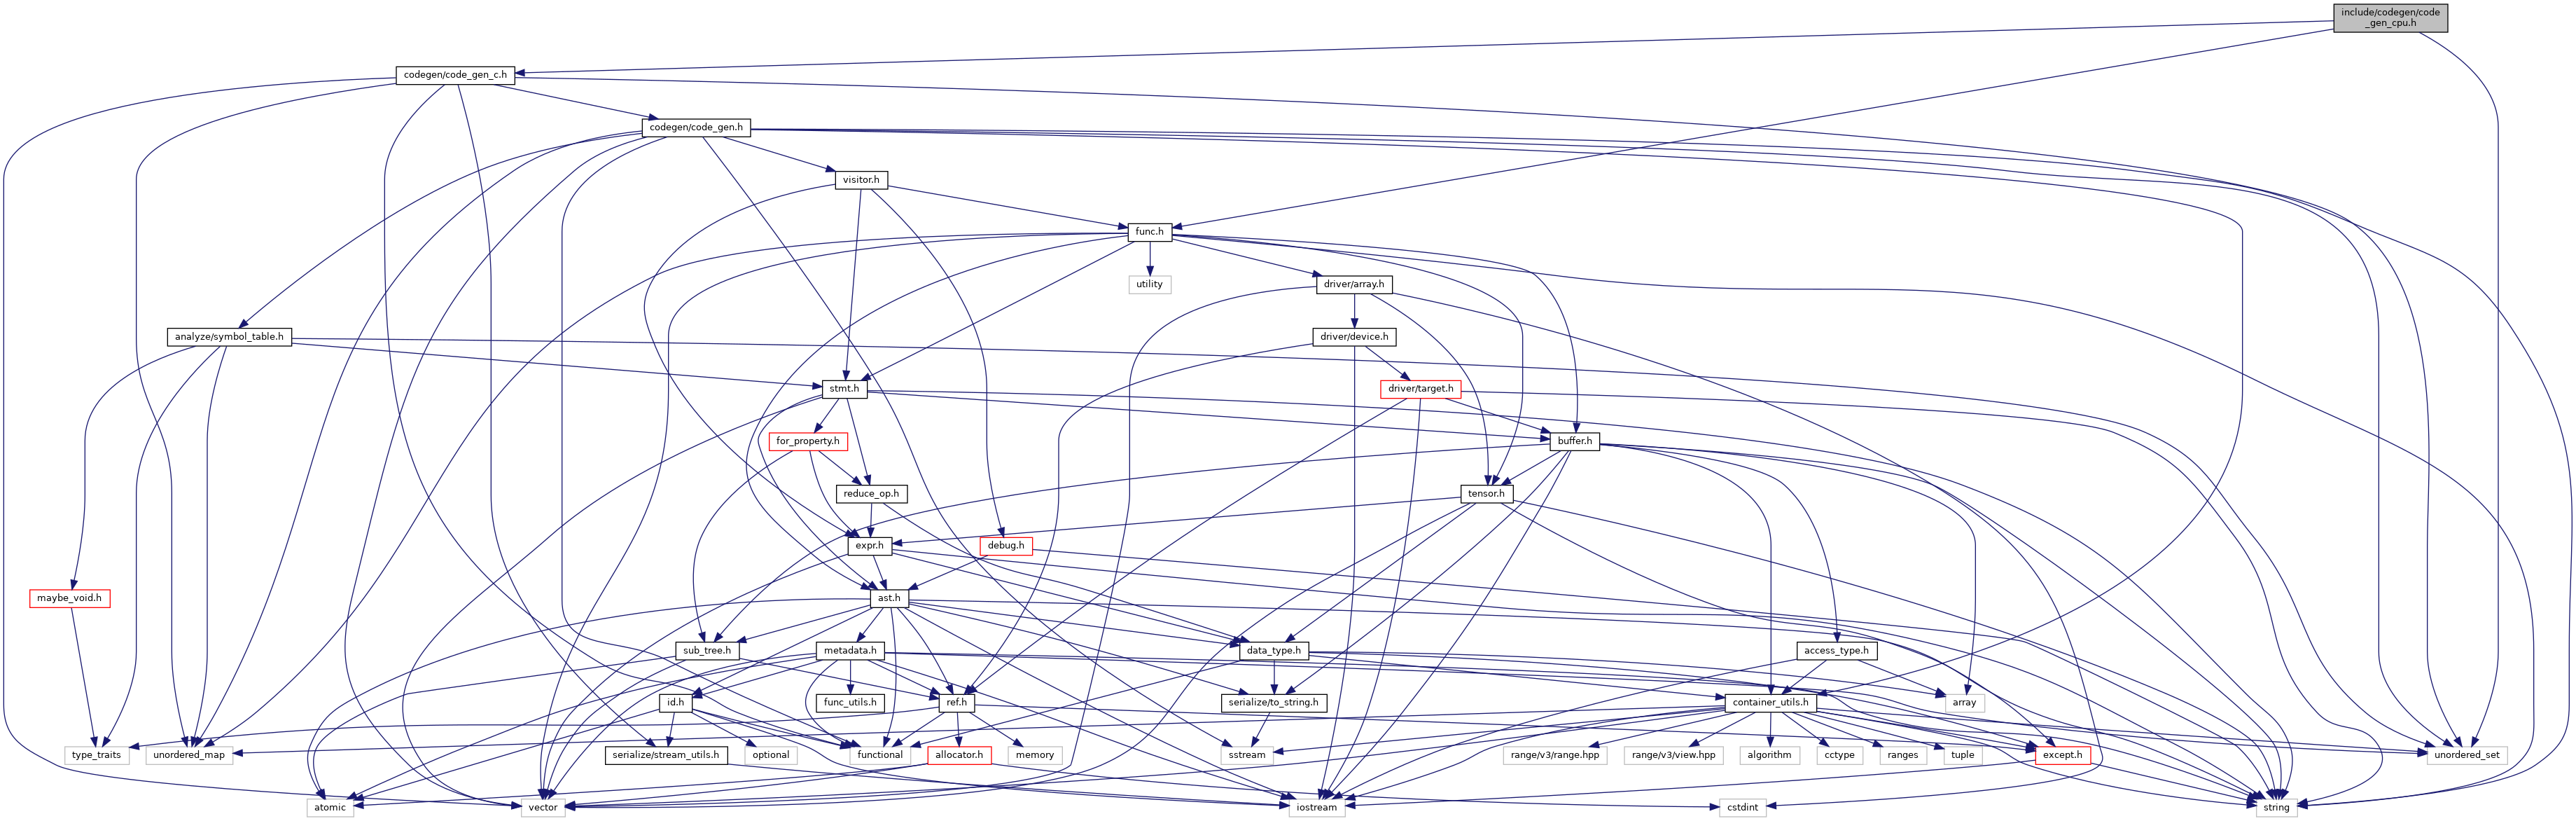 include/codegen/code
_gen_cpu.h
codegen/code_gen_c.h
codegen/code_gen.h
visitor.h
func.h
utility
driver/array.h
analyze/symbol_table.h
driver/device.h
stmt.h
driver/target.h
for_property.h
buffer.h
reduce_op.h
tensor.h
expr.h
debug.h
maybe_void.h
ast.h
sub_tree.h
metadata.h
data_type.h
access_type.h
id.h
func_utils.h
ref.h
serialize/to_string.h
container_utils.h
array
type_traits
unordered_map
serialize/stream_utils.h
optional
functional
allocator.h
memory
sstream
range/v3/range.hpp
range/v3/view.hpp
algorithm
cctype
ranges
tuple
except.h
unordered_set
atomic
vector
iostream
cstdint
string